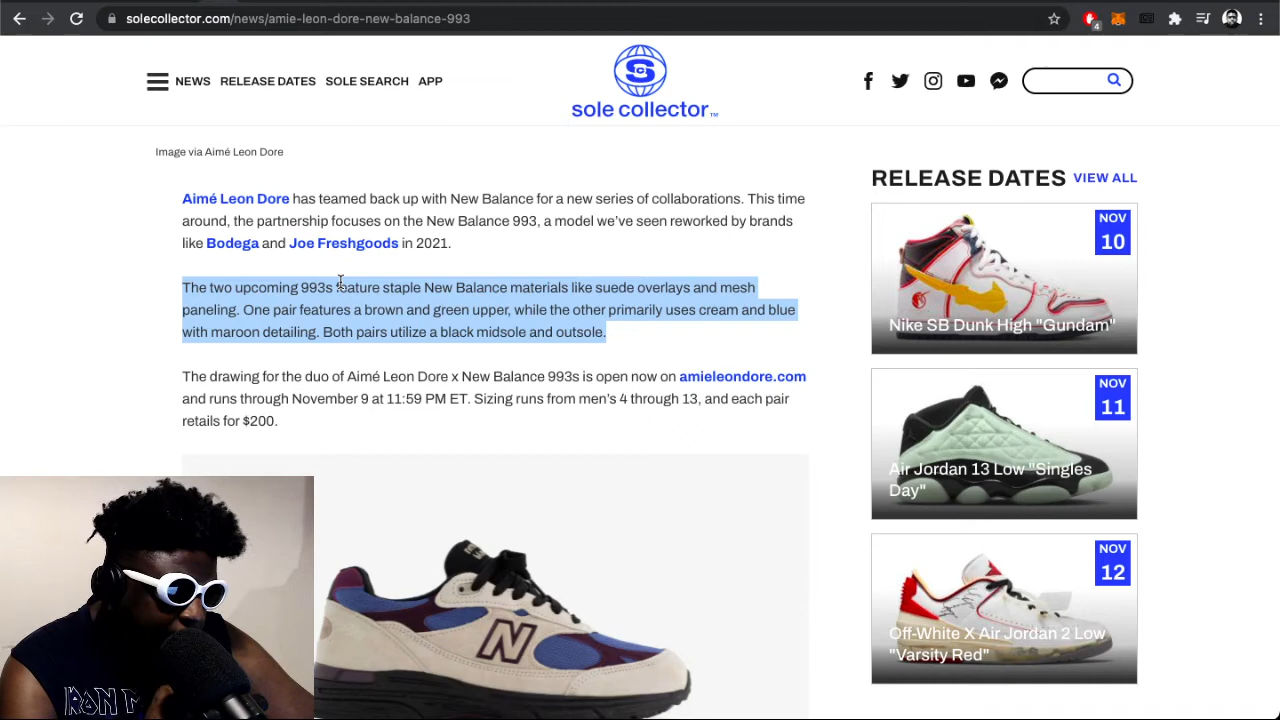 solecollector.com/news/amie-leon-dore-new-balance-993
4
NEWS RELEASE DATES SOLE SEARCH APP
S
sole collector™
Image via Aimé Leon Dore
Aimé Leon Dore has teamed back up with New Balance for a new series of collaborations. This time
around, the partnership focuses on the New Balance 993, a model we’ve seen reworked by brands
like Bodega and Joe Freshgoods in 2021.
The two upcoming 993s feature staple New Balance materials like suede overlays and mesh
paneling. One pair features a brown and green upper, while the other primarily uses cream and blue
with maroon detailing. Both pairs utilize a black midsole and outsole.
The drawing for the duo of Aimé Leon Dore x New Balance 993s is open now on amieleondore.com
and runs through November 9 at 11:59 PM ET. Sizing runs from men’s 4 through 13, and each pair
retails for $200.
N
RELEASE DATES VIEW ALL
NOV
10
Nike SB Dunk High "Gundam"
NOV
11
Air Jordan 13 Low "Singles
Day"
NOV
12
Off-White X Air Jordan 2 Low
"Varsity Red"